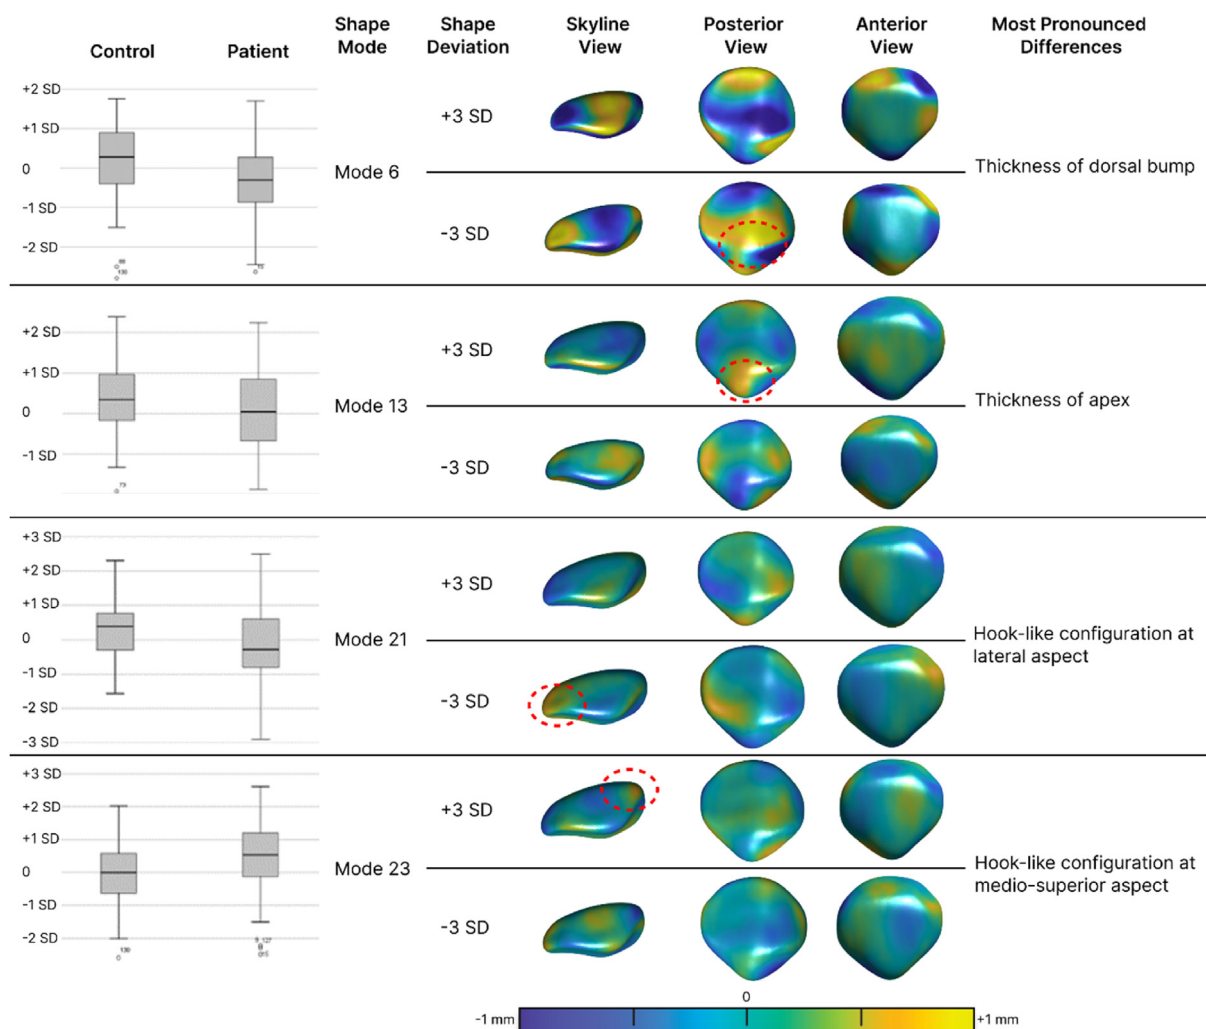 Control
Patient
Shape
Mode
Shape
Deviation
Skyline
View
Posterior
View
Anterior
View
Most Pronounced
Differences
+2 SD
+1 SD
0
-1 SD
-2 SD
Mode 6
+3 SD
-3 SD
Thickness of dorsal bump
+2 SD
+1 SD
0
-1 SD
73
Mode 13
+3 SD
-3 SD
Thickness of apex
+3 SD
+2 SD
+1 SD
0
-1 SD
-2 SD
-3 SD
Mode 21
+3 SD
-3 SD
Hook-like configuration at
lateral aspect
+3 SD
+2 SD
+1 SD
0
-1 SD
-2 SD
Mode 23
+3 SD
-3 SD
Hook-like configuration at
medio-superior aspect
0
-1 mm
+1 mm